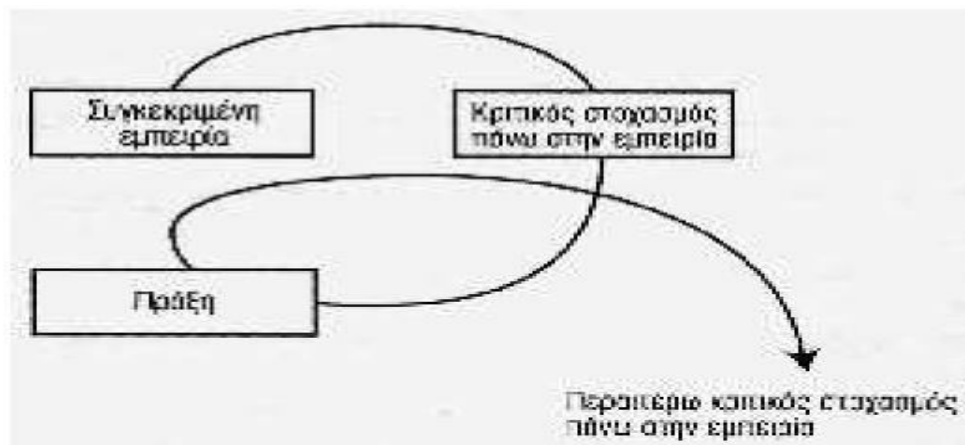 Συγκεκριμένη
εμπειρία
Κριτικός στοχασμός
πάνω στην εμπειρία
Πράξη
Περαιτέρω κριτικός στοχασμός
πάνω στην εμπειρία